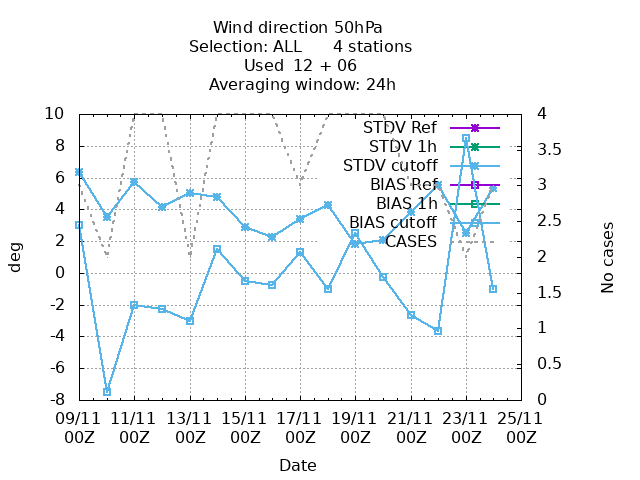 Wind direction 50hPa
Selection: ALL 4 stations
Used 12 + 06
Averaging window: 24h
10
8
6
4
2
0
-2
-4
-6
-8
deg
4
3.5
3
2.5
2
1.5
1
0.5
0
No cases
STDV Ref
STDV 1h
STDV cutoff
BIAS Ref
BIAS 1h
BIAS cutoff
CASES
09/11 11/11 13/11 15/11 17/11 19/11 21/11 23/11 25/11
00Z 00Z 00Z 00Z 00Z 00Z 00Z 00Z 00Z
Date